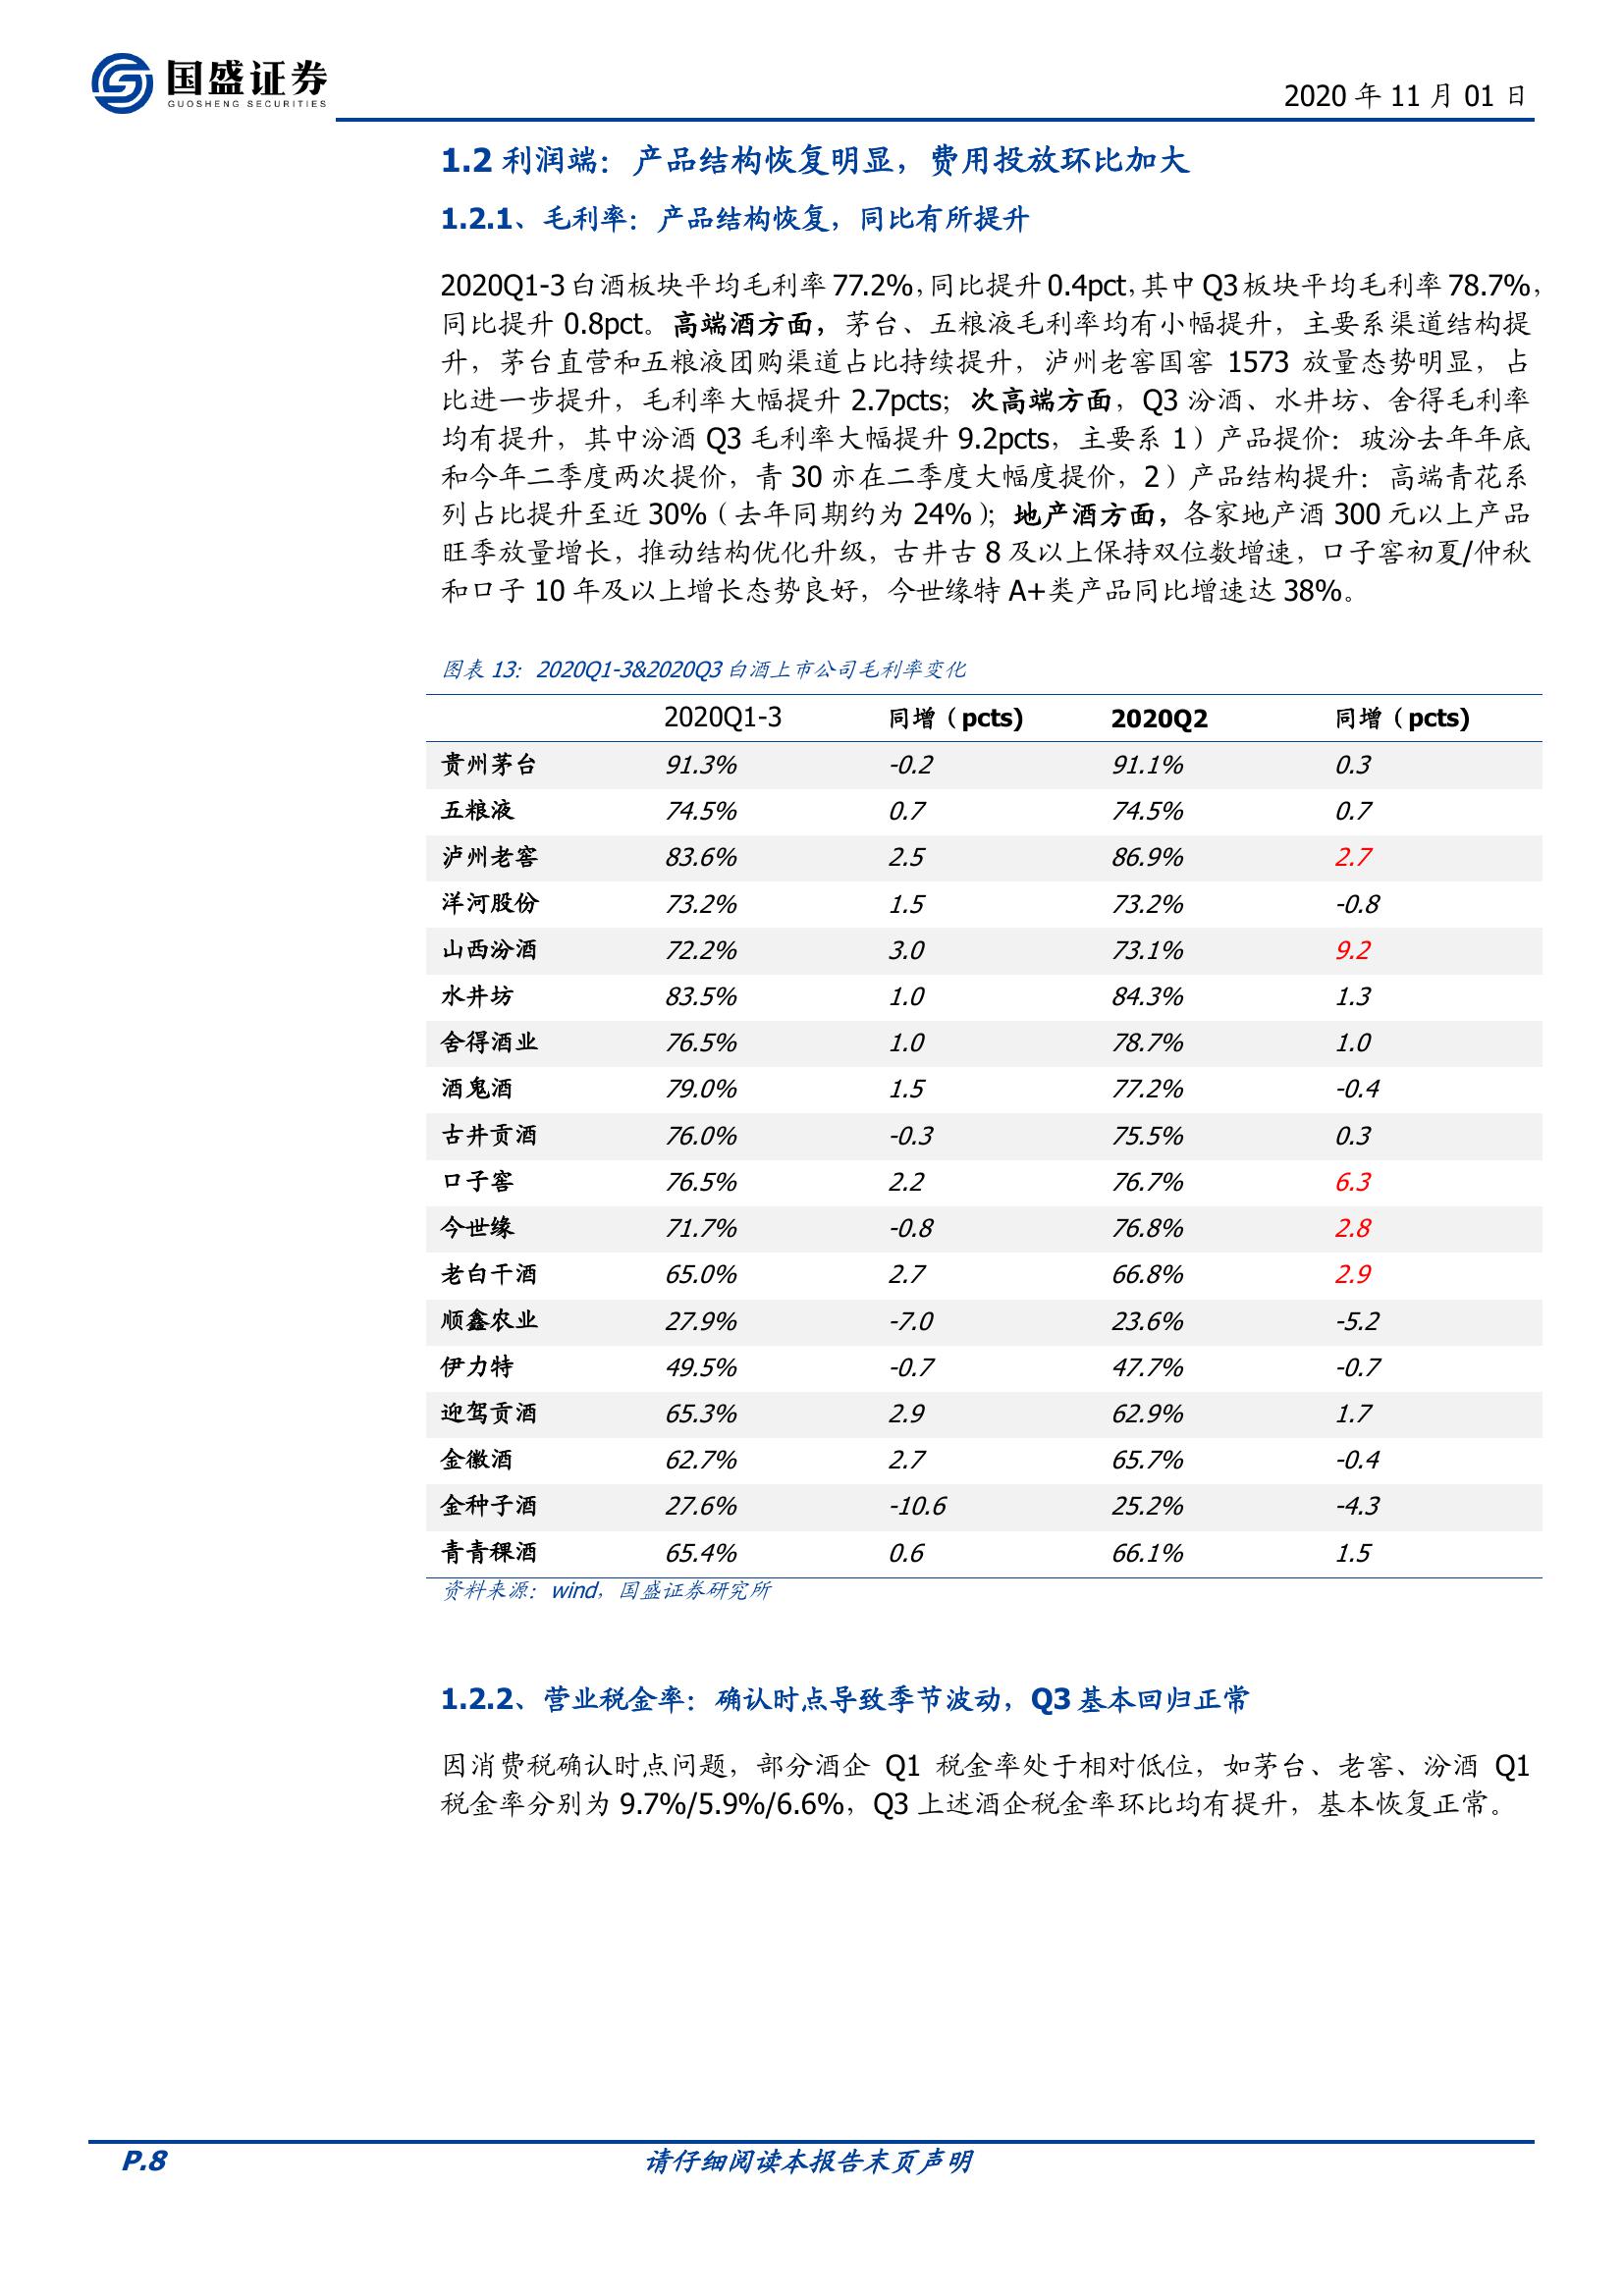 国盛证券
GUOSHENG SECURITIES
2020 年 11 月 01 日
1.2 利润端：产品结构恢复明显，费用投放环比加大
1.2.1、毛利率：产品结构恢复，同比有所提升
2020Q1-3 白酒板块平均毛利率 77.2%，同比提升 0.4pct，其中 Q3 板块平均毛利率 78.7%，
同比提升 0.8pct。高端酒方面，茅台、五粮液毛利率均有小幅提升，主要系渠道结构提
升，茅台直营和五粮液团购渠道占比持续提升，泸州老窖国窖 1573 放量态势明显，占
比进一步提升，毛利率大幅提升 2.7pcts；次高端方面，Q3 汾酒、水井坊、舍得毛利率
均有提升，其中汾酒 Q3 毛利率大幅提升 9.2pcts，主要系 1）产品提价：玻汾去年年底
和今年二季度两次提价，青 30 亦在二季度大幅度提价，2）产品结构提升：高端青花系
列占比提升至近 30%（去年同期约为 24%）；地产酒方面，各家地产酒 300 元以上产品
旺季放量增长，推动结构优化升级，古井古 8 及以上保持双位数增速，口子窖初夏/仲秋
和口子 10 年及以上增长态势良好，今世缘特 A+类产品同比增速达 38%。
图表 13：2020Q1-3&2020Q3 白酒上市公司毛利率变化
2020Q1-3 同增（pcts) 2020Q2 同增（pcts)
贵州茅台 91.3% -0.2 91.1% 0.3
五粮液 74.5% 0.7 74.5% 0.7
泸州老窖 83.6% 2.5 86.9% 2.7
洋河股份 73.2% 1.5 73.2% -0.8
山西汾酒 72.2% 3.0 73.1% 9.2
水井坊 83.5% 1.0 84.3% 1.3
舍得酒业 76.5% 1.0 78.7% 1.0
酒鬼酒 79.0% 1.5 77.2% -0.4
古井贡酒 76.0% -0.3 75.5% 0.3
口子窖 76.5% 2.2 76.7% 6.3
今世缘 71.7% -0.8 76.8% 2.8
老白干酒 65.0% 2.7 66.8% 2.9
顺鑫农业 27.9% -7.0 23.6% -5.2
伊力特 49.5% -0.7 47.7% -0.7
迎驾贡酒 65.3% 2.9 62.9% 1.7
金徽酒 62.7% 2.7 65.7% -0.4
金种子酒 27.6% -10.6 25.2% -4.3
青青稞酒 65.4% 0.6 66.1% 1.5
资料来源：wind，国盛证券研究所
1.2.2、营业税金率：确认时点导致季节波动，Q3 基本回归正常
因消费税确认时点问题，部分酒企 Q1 税金率处于相对低位，如茅台、老窖、汾酒 Q1
税金率分别为 9.7%/5.9%/6.6%，Q3 上述酒企税金率环比均有提升，基本恢复正常。
P.8 请仔细阅读本报告末页声明